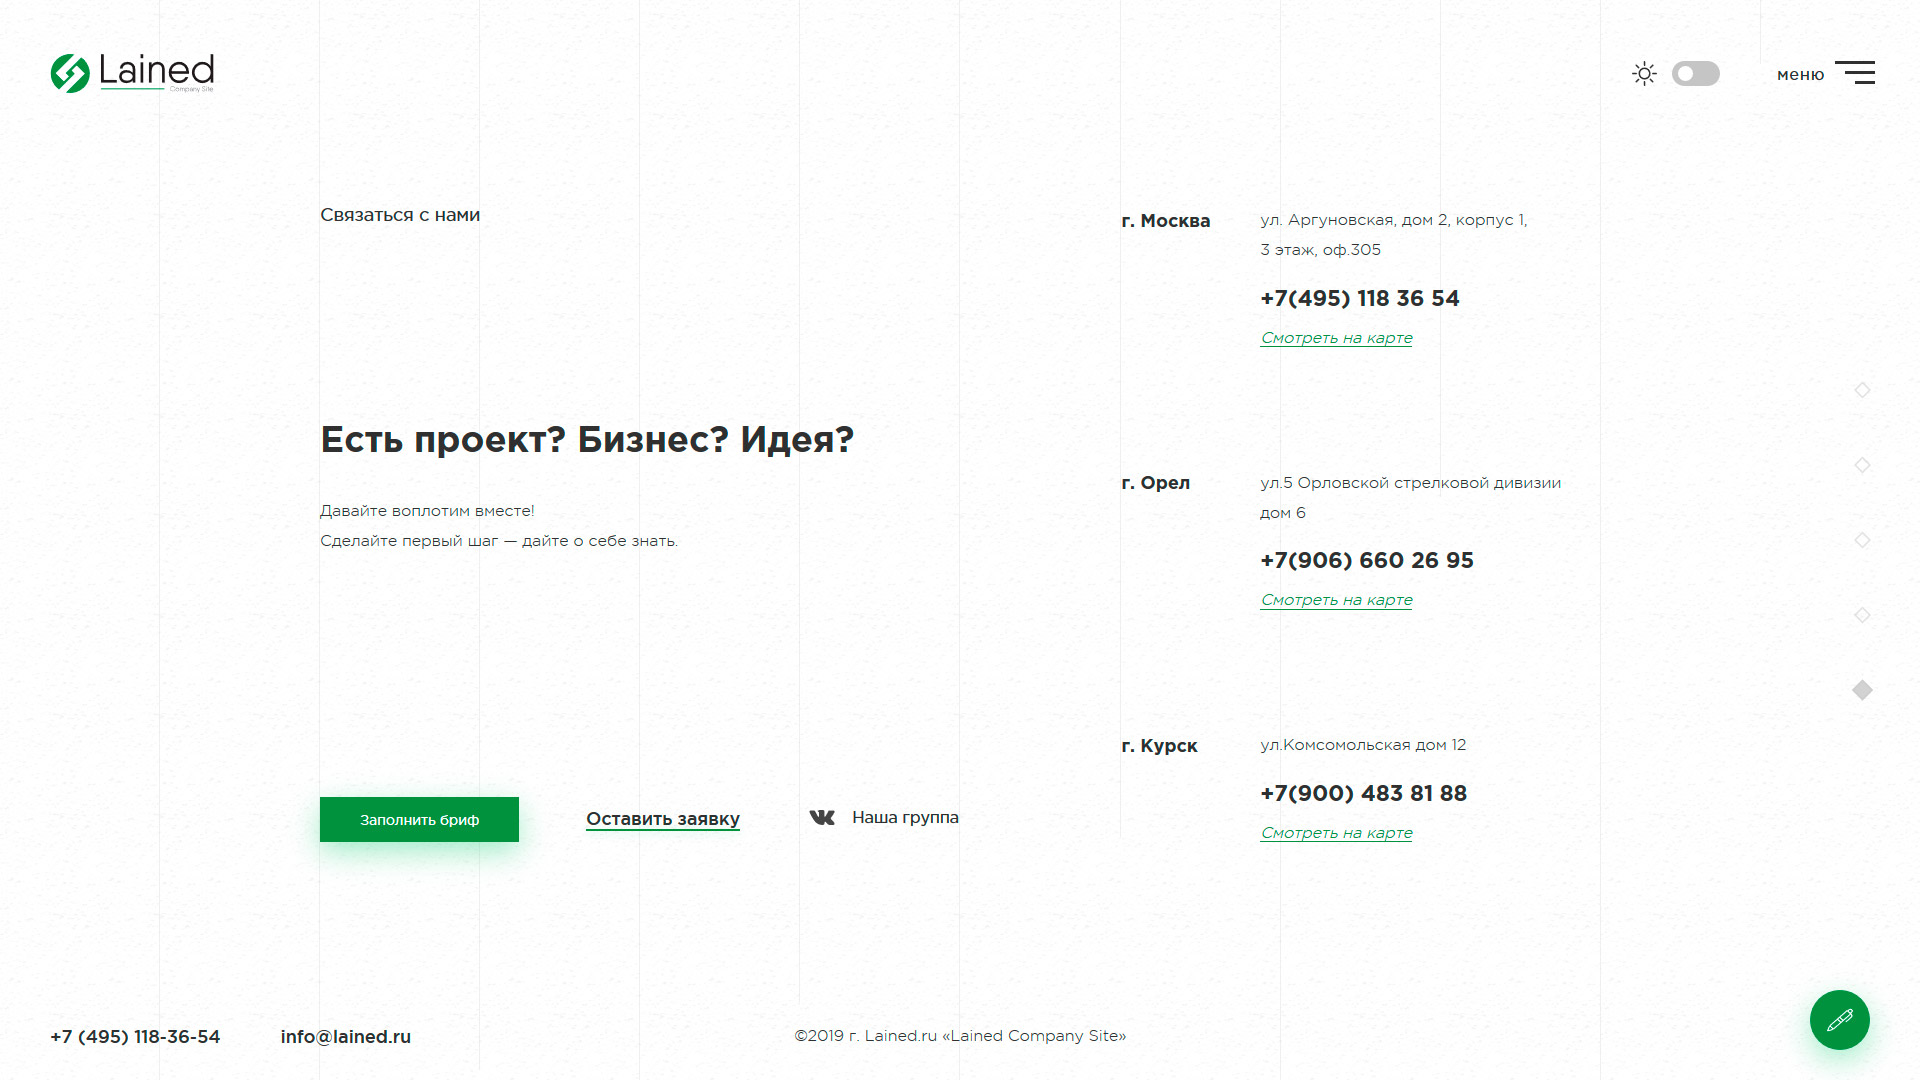 Lained
Company Site
меню
Связаться с нами
г. Москва
ул. Аргуновская, дом 2, корпус 1,
3 этаж, оф.305
+7(495) 118 36 54
Смотреть на карте
Есть проект? Бизнес? Идея?
Давайте воплотим вместе!
Сделайте первый шаг — дайте о себе знать.
г. Орел
ул.5 Орловской стрелковой дивизии
дом 6
+7(906) 660 26 95
Смотреть на карте
г. Курск
ул.Комсомольская дом 12
+7(900) 483 81 88
Смотреть на карте
Заполнить бриф
Оставить заявку
Наша группа
+7 (495) 118-36-54
info@lained.ru
©2019 г. Lained.ru «Lained Company Site»